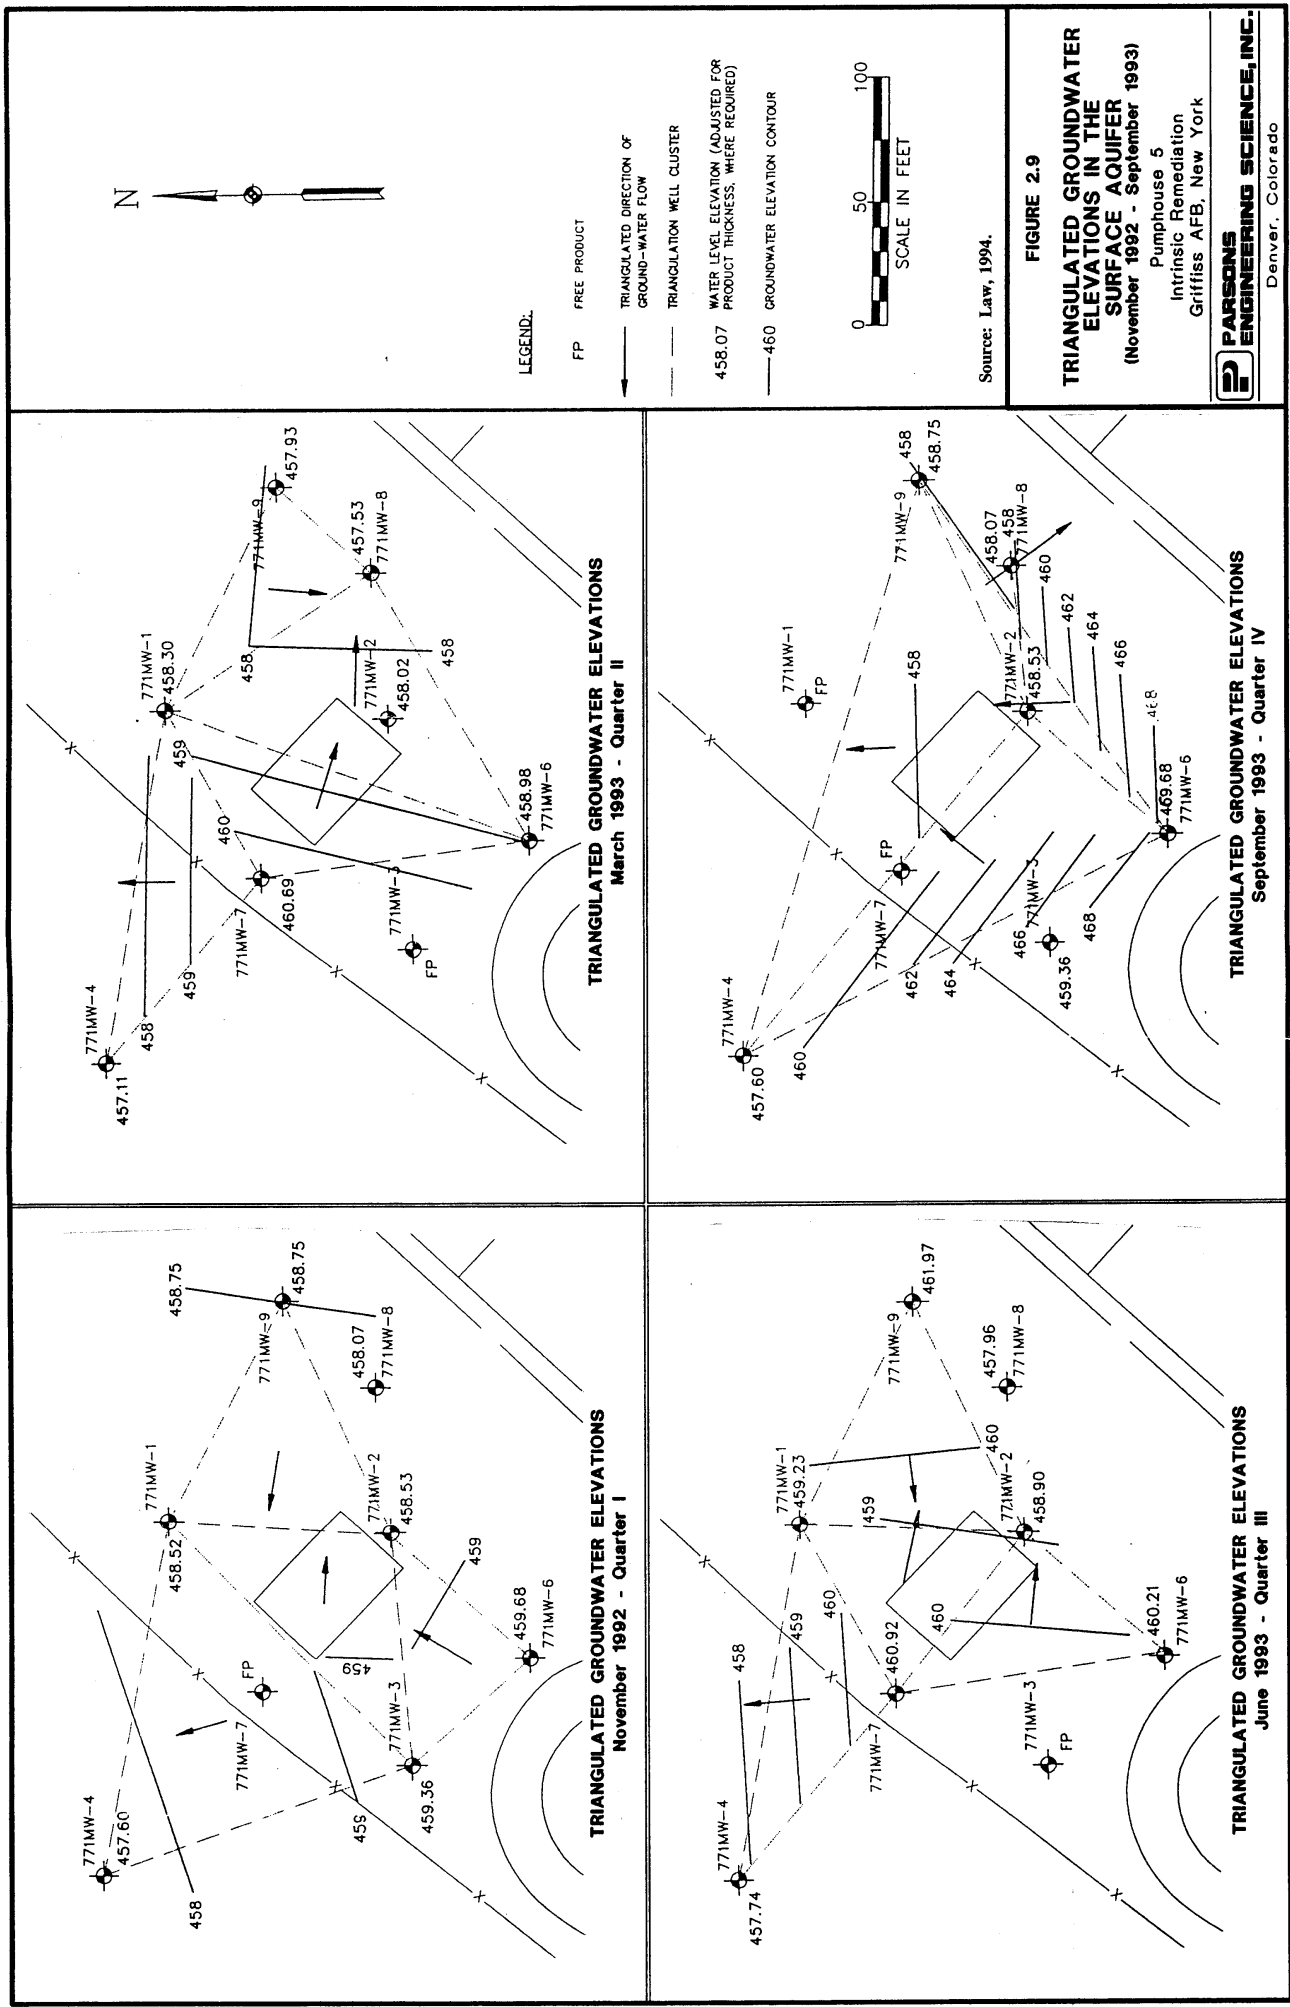 771MW-4
457.60
458
771MW-1
458.52
458.75
771MW-9
458.75
FP
771MW-7
459
459
771MW-3
459.36
771MW-2
458.53
458.07
771MW-8
459
459.68
771MW-6
TRIANGULATED GROUNDWATER ELEVATIONS
November 1992 - Quarter I
771MW-4
457.11
458
459
771MW-1
458.30
459
460
771MW-7
460.69
458
771MW-9
457.93
457.53
771MW-8
771MW-2
458.02
458
771MW-3
FP
458.98
771MW-6
TRIANGULATED GROUNDWATER ELEVATIONS
March 1993 - Quarter II
771MW-4
457.74
458
459
460
771MW-1
459.23
771MW-9
461.97
771MW-7
460.92
459
460
460
771MW-2
458.90
457.96
771MW-8
771MW-3
FP
460.21
771MW-6
TRIANGULATED GROUNDWATER ELEVATIONS
June 1993 - Quarter III
771MW-4
457.60
460
771MW-1
FP
771MW-9
458
458.75
FP
771MW-7
458
462
464
466
771MW-3
459.36
468
771MW-2
458.53
458.07
458
771MW-8
460
462
464
466
468
469.68
771MW-6
TRIANGULATED GROUNDWATER ELEVATIONS
September 1993 - Quarter IV
N
LEGEND:
FP FREE PRODUCT
TRIANGULATED DIRECTION OF
GROUND-WATER FLOW
TRIANGULATION WELL CLUSTER
458.07 WATER LEVEL ELEVATION (ADJUSTED FOR
PRODUCT THICKNESS, WHERE REQUIRED)
460 GROUNDWATER ELEVATION CONTOUR
0 50 100
SCALE IN FEET
Source: Law, 1994.
FIGURE 2.9
TRIANGULATED GROUNDWATER
ELEVATIONS IN THE
SURFACE AQUIFER
(November 1992 - September 1993)
Pumphouse 5
Intrinsic Remediation
Griffiss AFB, New York
PARSONS
ENGINEERING SCIENCE, INC.
Denver, Colorado